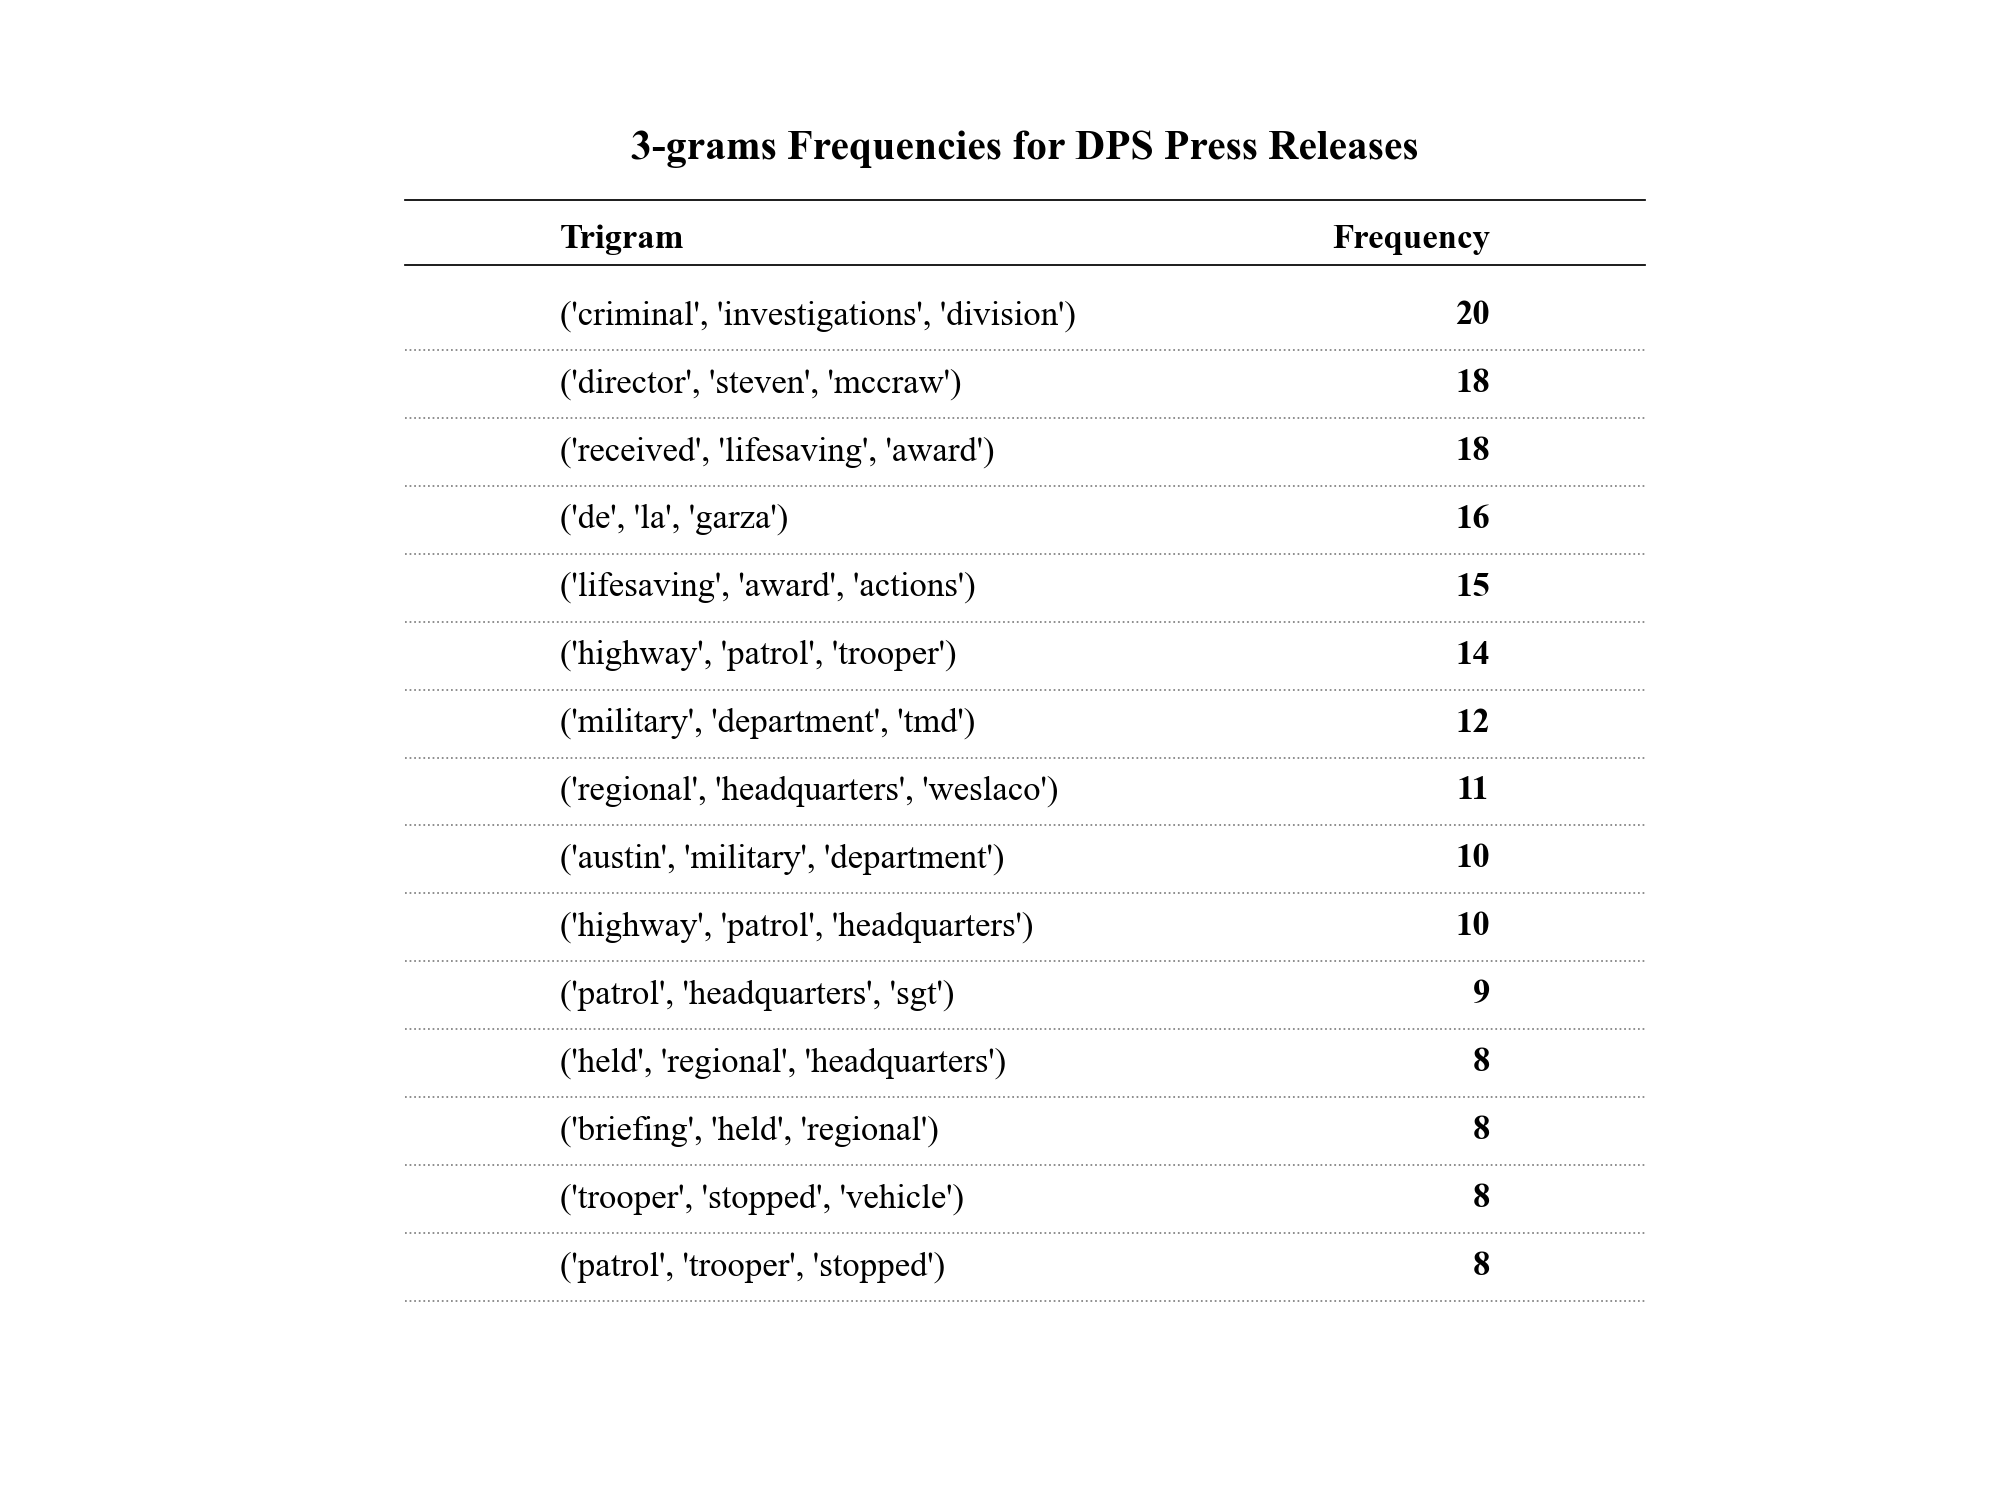 3-grams Frequencies for DPS Press Releases
Trigram Frequency
('criminal', 'investigations', 'division') 20
('director', 'steven', 'mccraw') 18
('received', 'lifesaving', 'award') 18
('de', 'la', 'garza') 16
('lifesaving', 'award', 'actions') 15
('highway', 'patrol', 'trooper') 14
('military', 'department', 'tmd') 12
('regional', 'headquarters', 'weslaco') 11
('austin', 'military', 'department') 10
('highway', 'patrol', 'headquarters') 10
('patrol', 'headquarters', 'sgt') 9
('held', 'regional', 'headquarters') 8
('briefing', 'held', 'regional') 8
('trooper', 'stopped', 'vehicle') 8
('patrol', 'trooper', 'stopped') 8